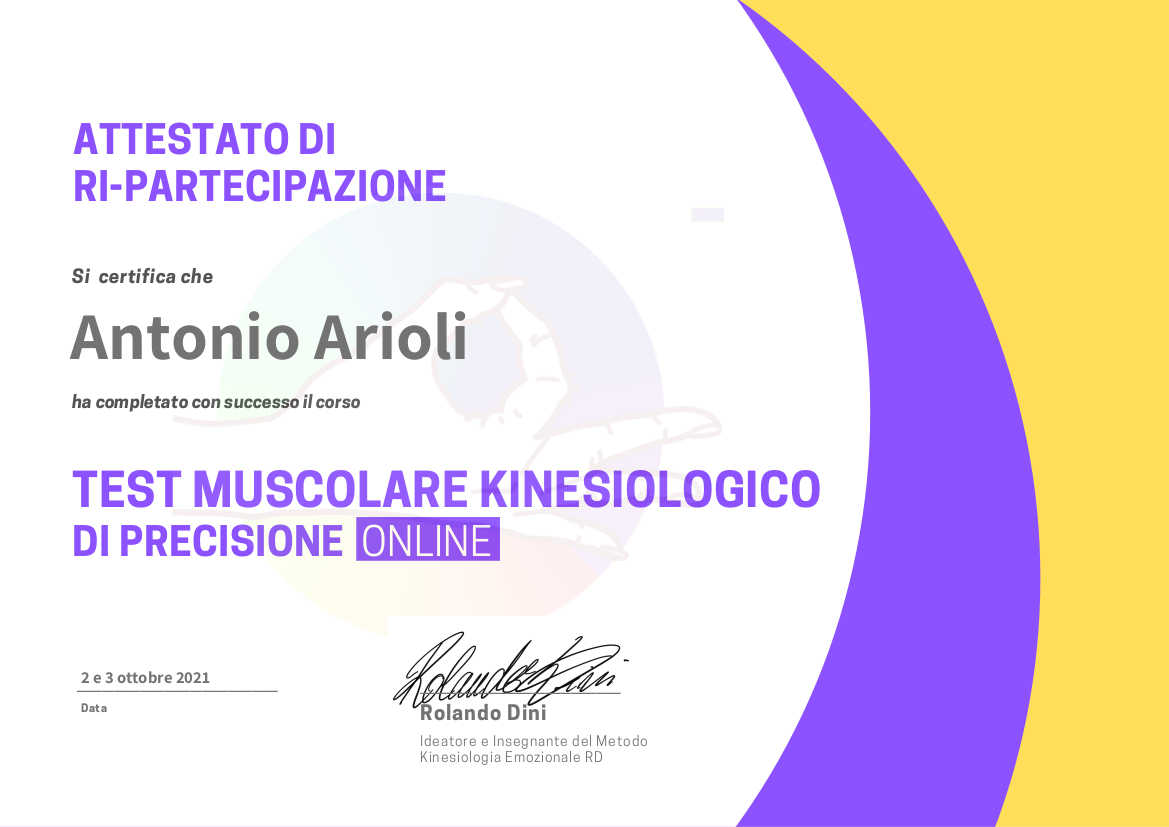 ATTESTATO DI
RI-PARTECIPAZIONE
Si certifica che
Antonio Arioli
ha completato con successo il corso
TEST MUSCOLARE KINESIOLOGICO
DI PRECISIONE ONLINE
2 e 3 ottobre 2021
Data
Rolando Dini
Rolando Dini
Ideatore e Insegnante del Metodo
Kinesiologia Emozionale RD